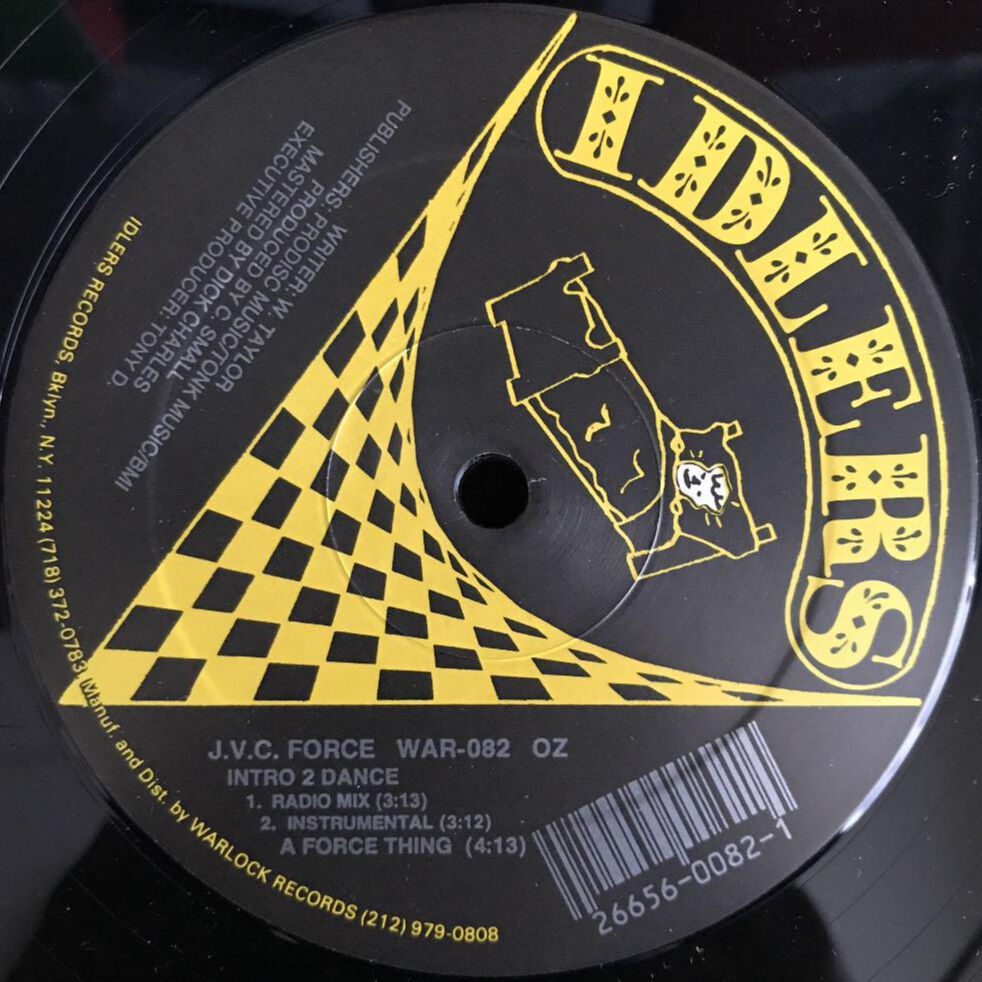 IDLERS
WRITER: W. TAYLOR
PUBLISHERS: PRODISC MUSIC/TONK MUSIC/BMI
PRODUCED BY C. SMALL
MASTERED BY DICK CHARLES
EXECUTIVE PRODUCER: TONY D.
J.V.C. FORCE WAR-082 OZ
INTRO 2 DANCE
1. RADIO MIX (3:13)
2. INSTRUMENTAL (3:12)
A FORCE THING (4:13)
26656-0082-1
IDLERS RECORDS, Bklyn., N.Y. 11224 (718) 372-0783, Manuf. and Dist. by WARLOCK RECORDS (212) 979-0808